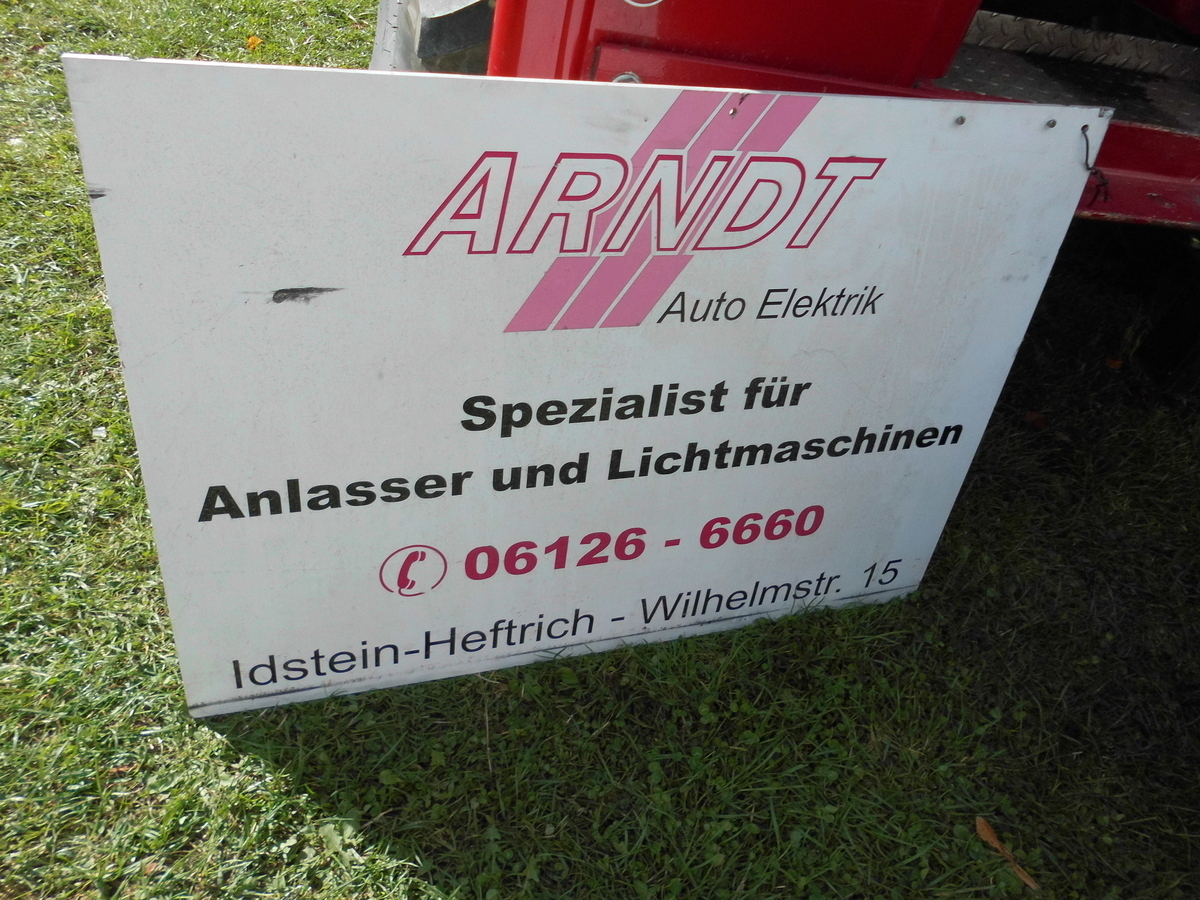 ARNDT
Auto Elektrik
Spezialist für
Anlasser und Lichtmaschinen
06126 - 6660
Idstein-Heftrich - Wilhelmstr. 15